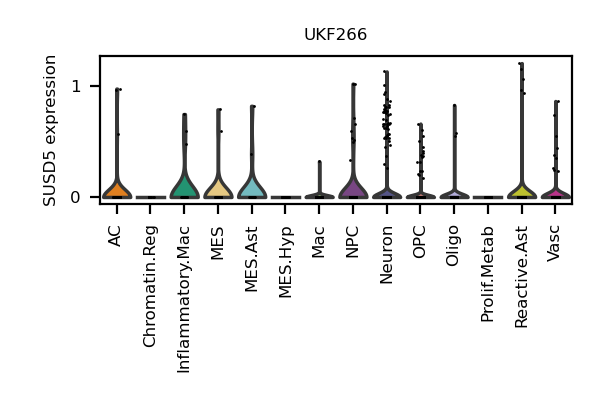 UKF266
SUSD5 expression
1
0
AC
Chromatin.Reg
Inflammatory.Mac
MES
MES.Ast
MES.Hyp
Mac
NPC
Neuron
OPC
Oligo
Prolif.Metab
Reactive.Ast
Vasc